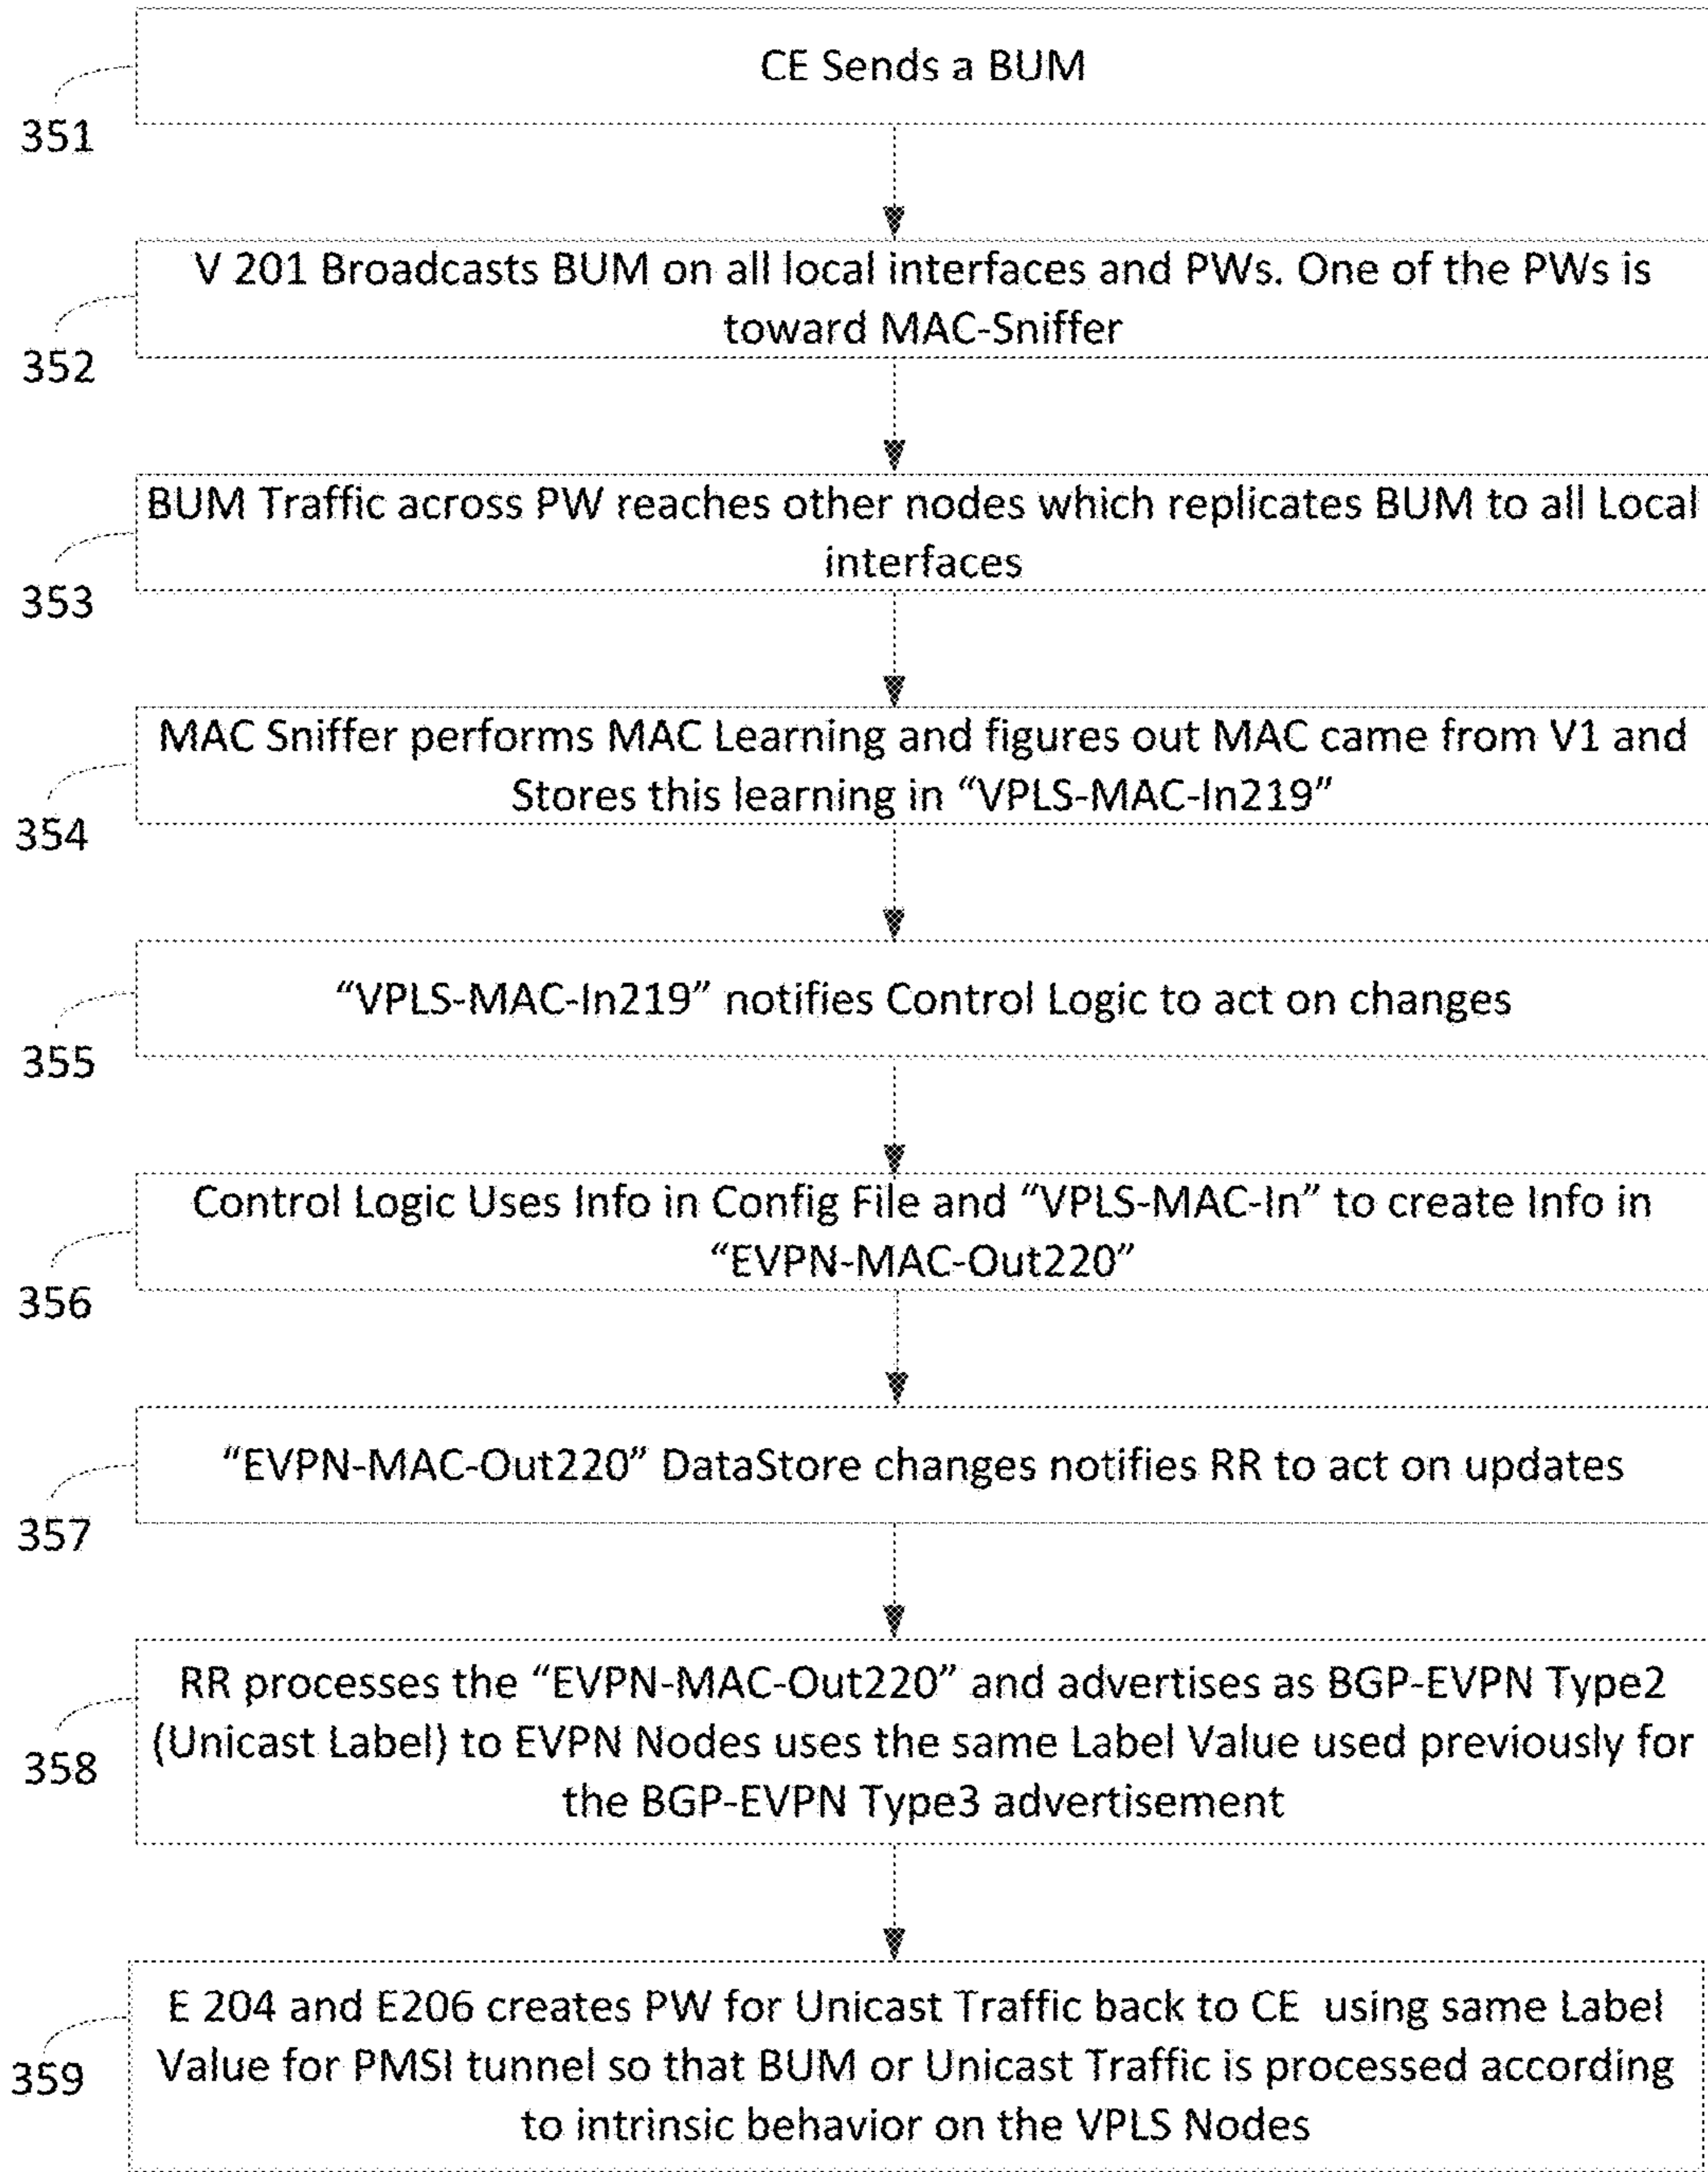 CE Sends a BUM
351
V 201 Broadcasts BUM on all local interfaces and PWs. One of the PWs is
toward MAC-Sniffer
352
BUM Traffic across PW reaches other nodes which replicates BUM to all Local
interfaces
353
MAC Sniffer performs MAC Learning and figures out MAC came from V1 and
Stores this learning in “VPLS-MAC-In219”
354
“VPLS-MAC-In219” notifies Control Logic to act on changes
355
Control Logic Uses Info in Config File and “VPLS-MAC-In” to create Info in
“EVPN-MAC-Out220”
356
“EVPN-MAC-Out220” DataStore changes notifies RR to act on updates
357
RR processes the “EVPN-MAC-Out220” and advertises as BGP-EVPN Type2
(Unicast Label) to EVPN Nodes uses the same Label Value used previously for
the BGP-EVPN Type3 advertisement
358
E 204 and E206 creates PW for Unicast Traffic back to CE using same Label
Value for PMSI tunnel so that BUM or Unicast Traffic is processed according
to intrinsic behavior on the VPLS Nodes
359